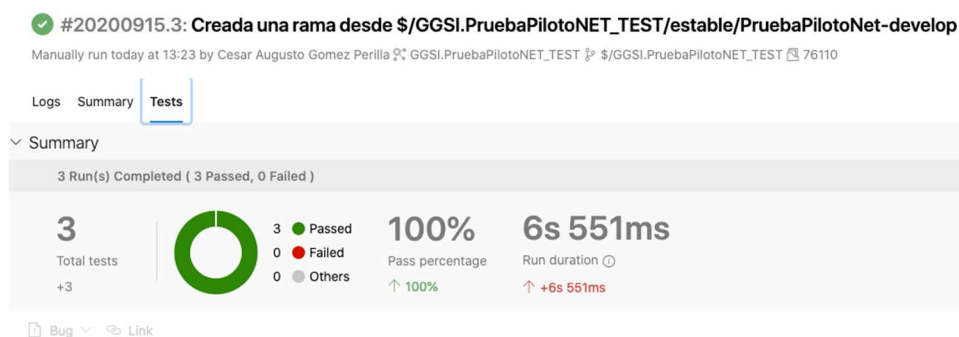 #20200915.3: Creada una rama desde $/GGSI.PruebaPilotoNET_TEST/estable/PruebaPilotoNet-develop
Manually run today at 13:23 by Cesar Augusto Gomez Perilla GGSI.PruebaPilotoNET_TEST $/GGSI.PruebaPilotoNET_TEST 76110
Logs Summary Tests
Summary
3 Run(s) Completed ( 3 Passed, 0 Failed )
3
Total tests
+3
3 Passed
0 Failed
0 Others
100%
Pass percentage
↑ 100%
6s 551ms
Run duration
↑ +6s 551ms
Bug Link